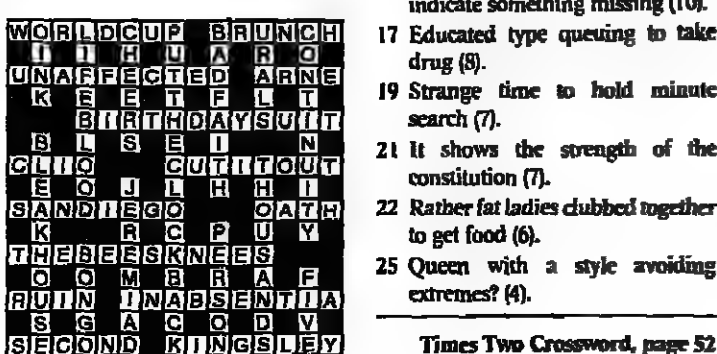 WORLDCUP BRUNCH
I I H U A R O
UNAFFECTED ARNE
K E E T F L T
BIRTHDAYSUIT
B L S E I N
CLIO CUTITOUT
E O J L H H I
SANDIEGO OATH
K R C P U Y
THEBEESKNEES
O O M B R A F
RUIN INABSENTIA
S G A C O D V
SECOND KINGSLEY
indicate something missing (10).
17 Educated type queuing to take
drug (8).
19 Strange time to hold minute
search (7).
21 It shows the strength of the
constitution (7).
22 Rather fat ladies clubbed together
to get food (6).
25 Queen with a style avoiding
extremes? (4).
Times Two Crossword, page 52